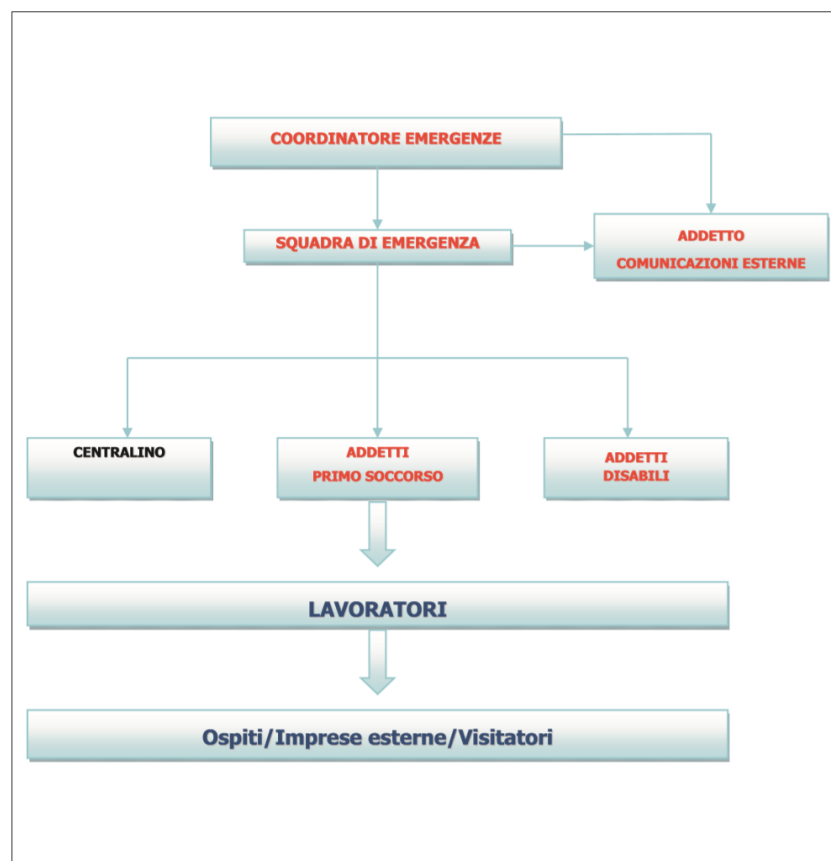 COORDINATORE EMERGENZE
SQUADRA DI EMERGENZA
ADDETTO
COMUNICAZIONI ESTERNE
CENTRALINO
ADDETTI
PRIMO SOCCORSO
ADDETTI
DISABILI
LAVORATORI
Ospiti/Imprese esterne/Visitatori